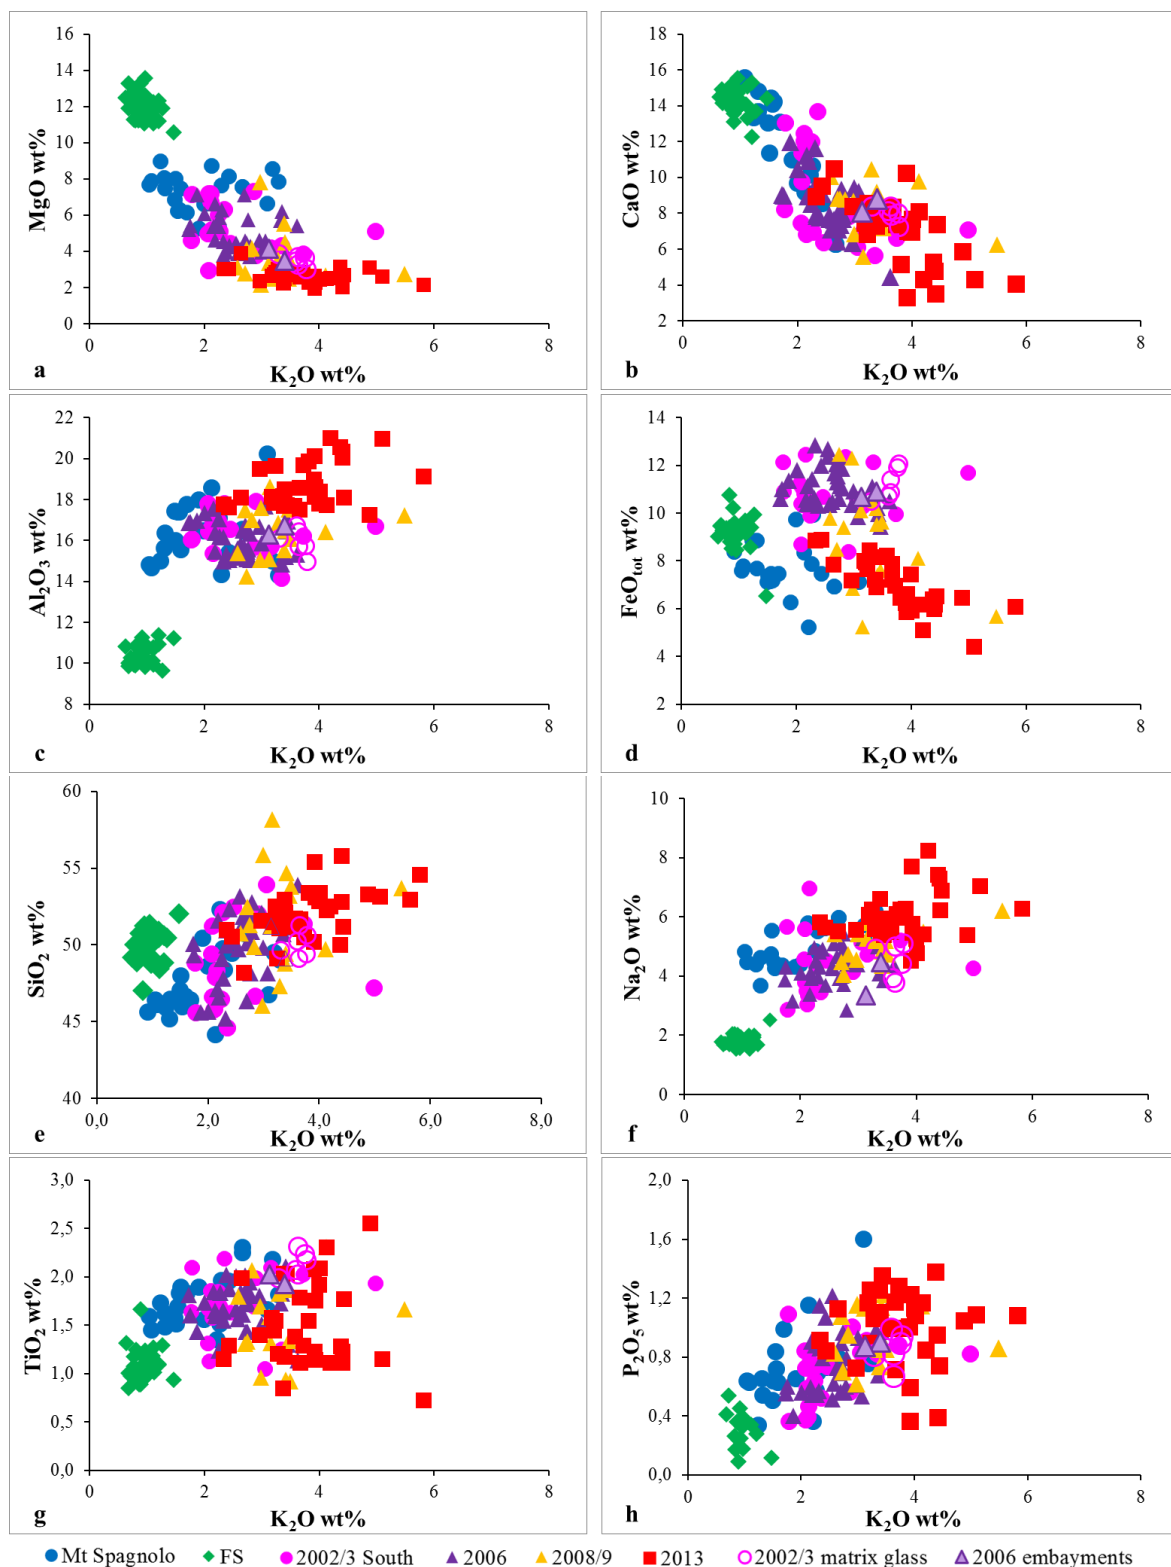 16
14
12
10
8
6
4
2
0
MgO wt%
0 2 4 6 8
a
K₂O wt%
18
16
14
12
10
8
6
4
2
CaO wt%
0 2 4 6 8
b
K₂O wt%
22
20
18
16
14
12
10
8
Al₂O₃ wt%
0 2 4 6 8
c
K₂O wt%
14
12
10
8
6
4
2
FeOtot wt%
0 2 4 6 8
d
K₂O wt%
60
55
50
45
40
SiO₂ wt%
0,0 2,0 4,0 6,0 8,0
e
K₂O wt%
10
8
6
4
2
0
Na₂O wt%
0 2 4 6 8
f
K₂O wt%
3,0
2,5
2,0
1,5
1,0
0,5
0,0
TiO₂ wt%
0 2 4 6 8
g
K₂O wt%
2,0
1,6
1,2
0,8
0,4
0,0
P₂O₅ wt%
0 2 4 6 8
h
K₂O wt%
Mt Spagnolo FS 2002/3 South 2006 2008/9 2013 2002/3 matrix glass 2006 embayments